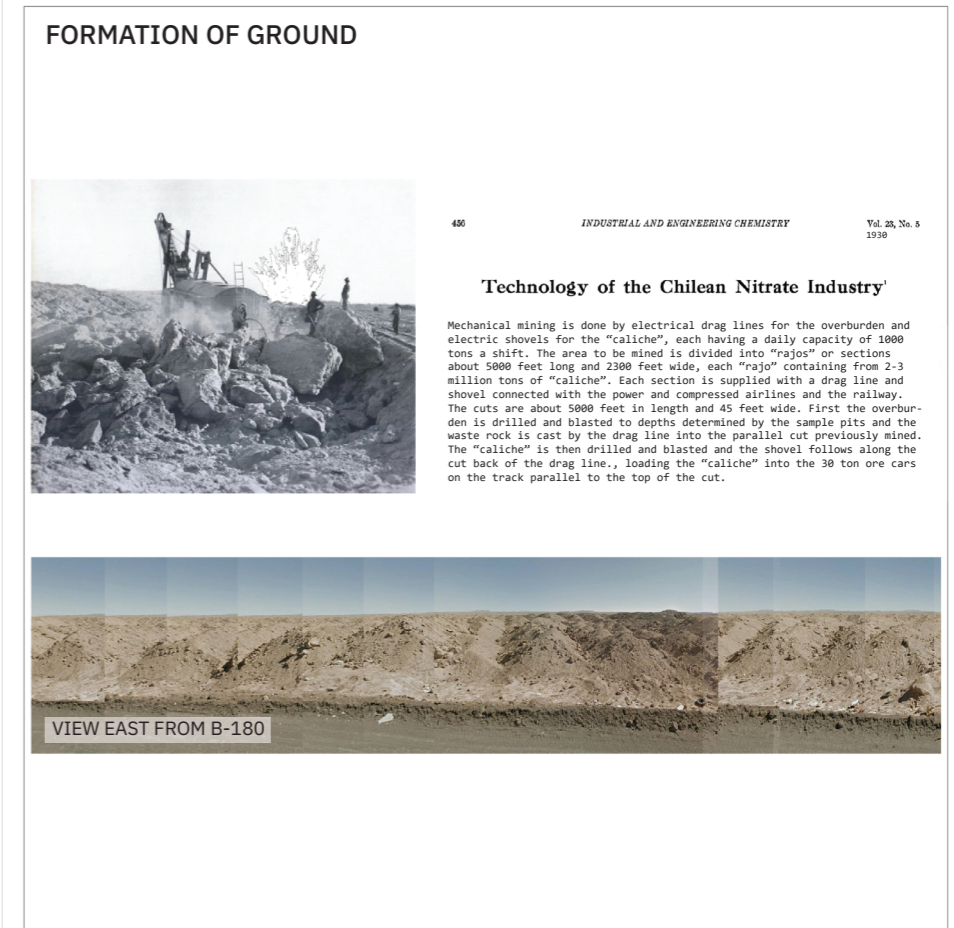 FORMATION OF GROUND
456 INDUSTRIAL AND ENGINEERING CHEMISTRY Vol. 23, No. 5
1930
Technology of the Chilean Nitrate Industry¹
Mechanical mining is done by electrical drag lines for the overburden and
electric shovels for the “caliche”, each having a daily capacity of 1000
tons a shift. The area to be mined is divided into “rajos” or sections
about 5000 feet long and 2300 feet wide, each “rajo” containing from 2-3
million tons of “caliche”. Each section is supplied with a drag line and
shovel connected with the power and compressed airlines and the railway.
The cuts are about 5000 feet in length and 45 feet wide. First the overbur-
den is drilled and blasted to depths determined by the sample pits and the
waste rock is cast by the drag line into the parallel cut previously mined.
The “caliche” is then drilled and blasted and the shovel follows along the
cut back of the drag line., loading the “caliche” into the 30 ton ore cars
on the track parallel to the top of the cut.
VIEW EAST FROM B-180